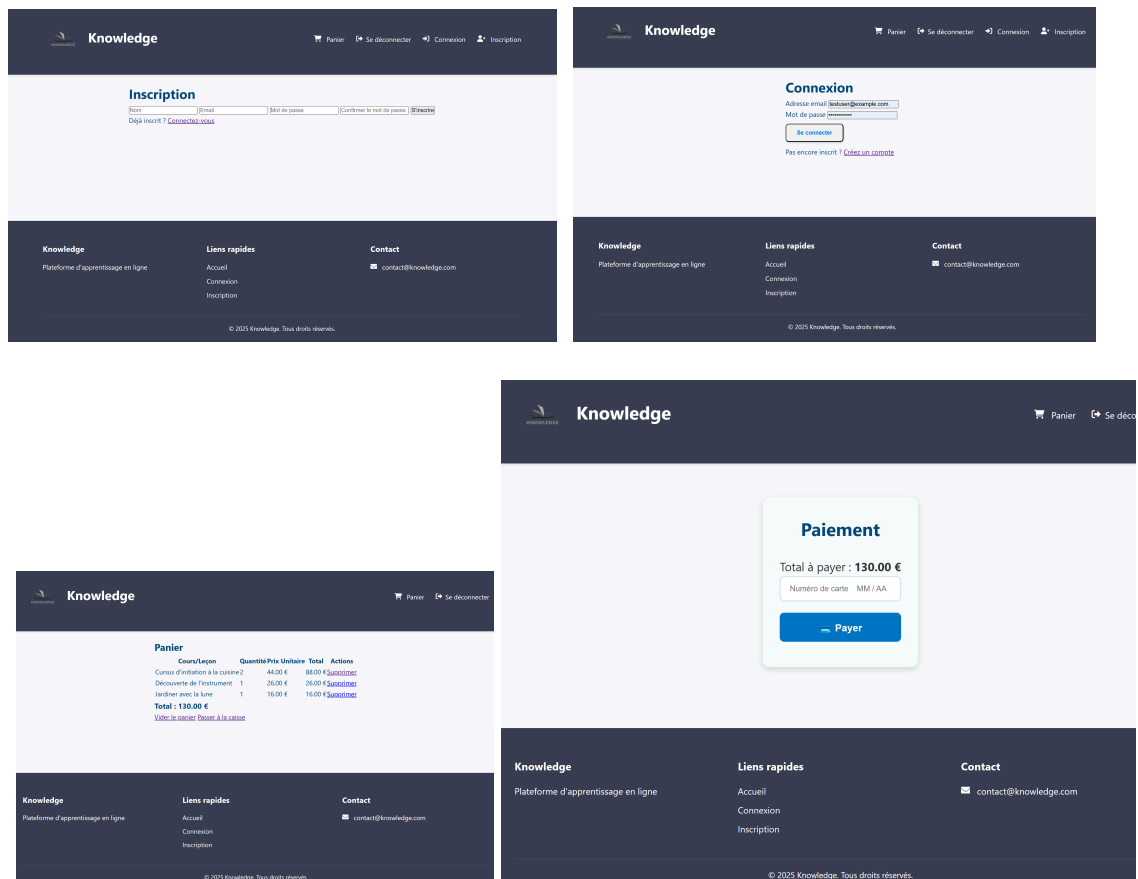 KNOWLEDGE
Knowledge
Panier Se déconnecter Connexion Inscription
Inscription
Nom Email Mot de passe Confirmer le mot de passe S'inscrire
Déjà inscrit ? Connectez-vous
Knowledge Liens rapides Contact
Plateforme d'apprentissage en ligne Accueil contact@knowledge.com
Connexion
Inscription
© 2025 Knowledge. Tous droits réservés.
KNOWLEDGE
Knowledge
Panier Se déconnecter Connexion Inscription
Connexion
Adresse email testuser@example.com
Mot de passe
Se connecter
Pas encore inscrit ? Créez un compte
Knowledge Liens rapides Contact
Plateforme d'apprentissage en ligne Accueil contact@knowledge.com
Connexion
Inscription
© 2025 Knowledge. Tous droits réservés.
KNOWLEDGE
Knowledge
Panier Se déconnecter
Panier
Cours/Leçon Quantité Prix Unitaire Total Actions
Cursus d'initiation à la cuisine 2 44.00 € 88.00 € Supprimer
Découverte de l'instrument 1 26.00 € 26.00 € Supprimer
Jardiner avec la lune 1 16.00 € 16.00 € Supprimer
Total : 130.00 €
Vider le panier Passer à la caisse
Knowledge Liens rapides Contact
Plateforme d'apprentissage en ligne Accueil contact@knowledge.com
Connexion
Inscription
© 2025 Knowledge. Tous droits réservés.
KNOWLEDGE
Knowledge
Panier Se déco
Paiement
Total à payer : 130.00 €
Numéro de carte MM / AA
Payer
Knowledge Liens rapides Contact
Plateforme d'apprentissage en ligne Accueil contact@knowledge.com
Connexion
Inscription
© 2025 Knowledge. Tous droits réservés.